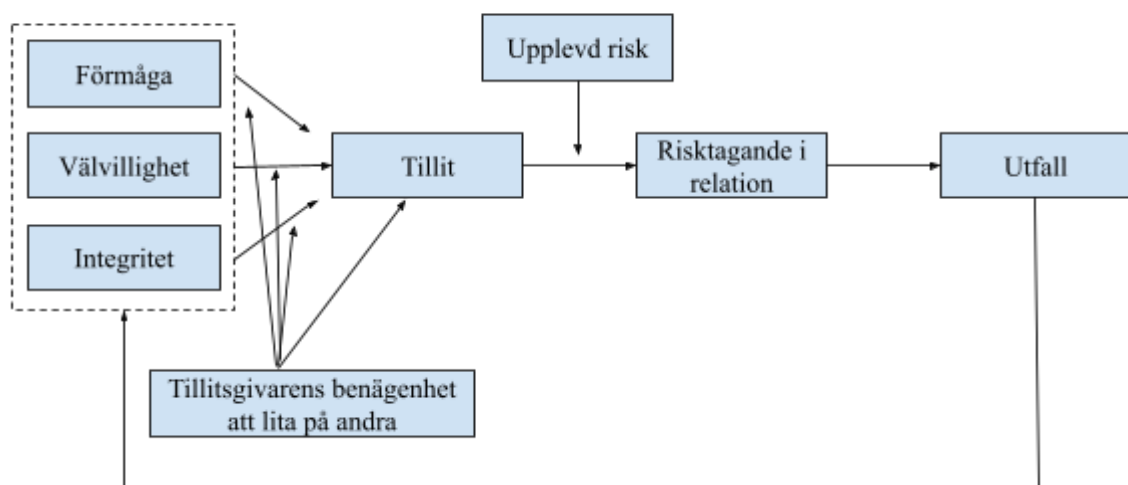 Förmåga
Välvillighet
Integritet
Tillitsgivarens benägenhet
att lita på andra
Tillit
Upplevd risk
Risktagande i
relation
Utfall